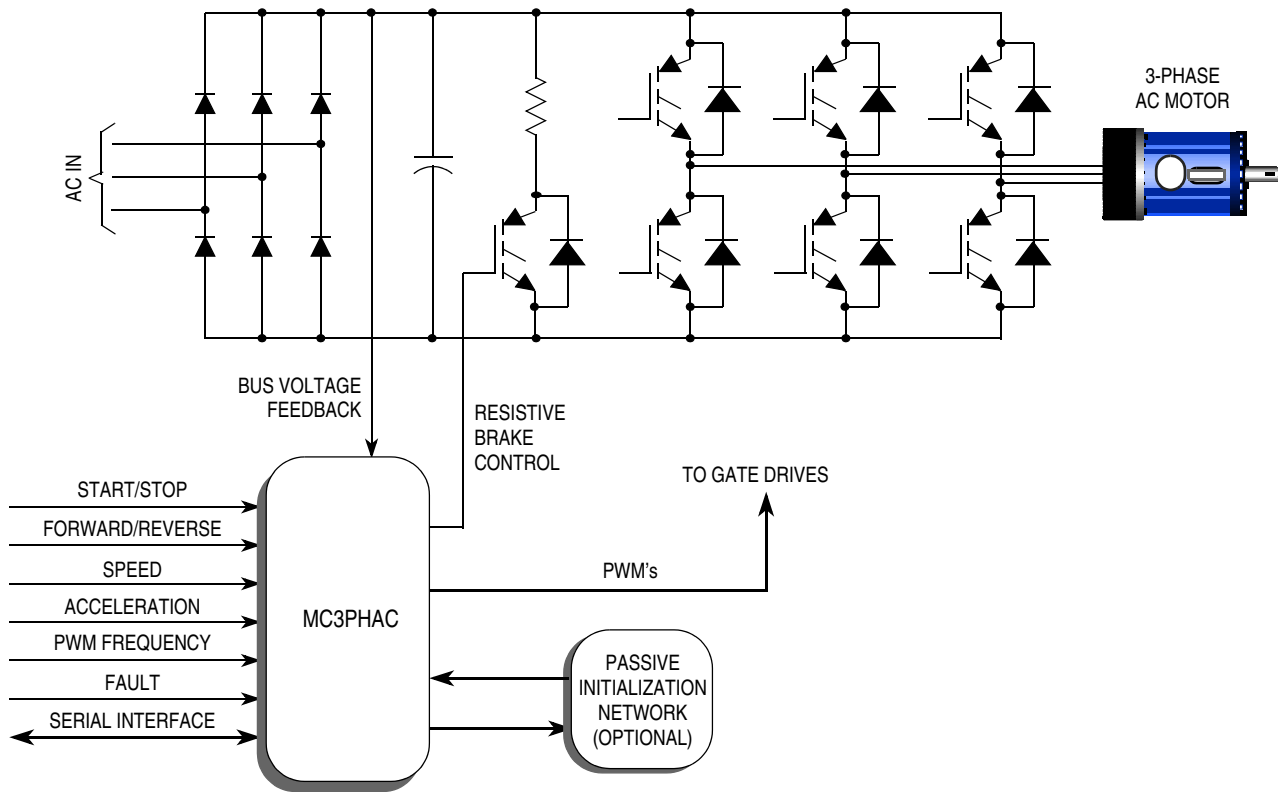 3-PHASE
AC MOTOR
AC IN
BUS VOLTAGE
FEEDBACK
RESISTIVE
BRAKE
CONTROL
TO GATE DRIVES
START/STOP
FORWARD/REVERSE
SPEED
ACCELERATION
PWM FREQUENCY
FAULT
SERIAL INTERFACE
MC3PHAC
PWM's
PASSIVE
INITIALIZATION
NETWORK
(OPTIONAL)